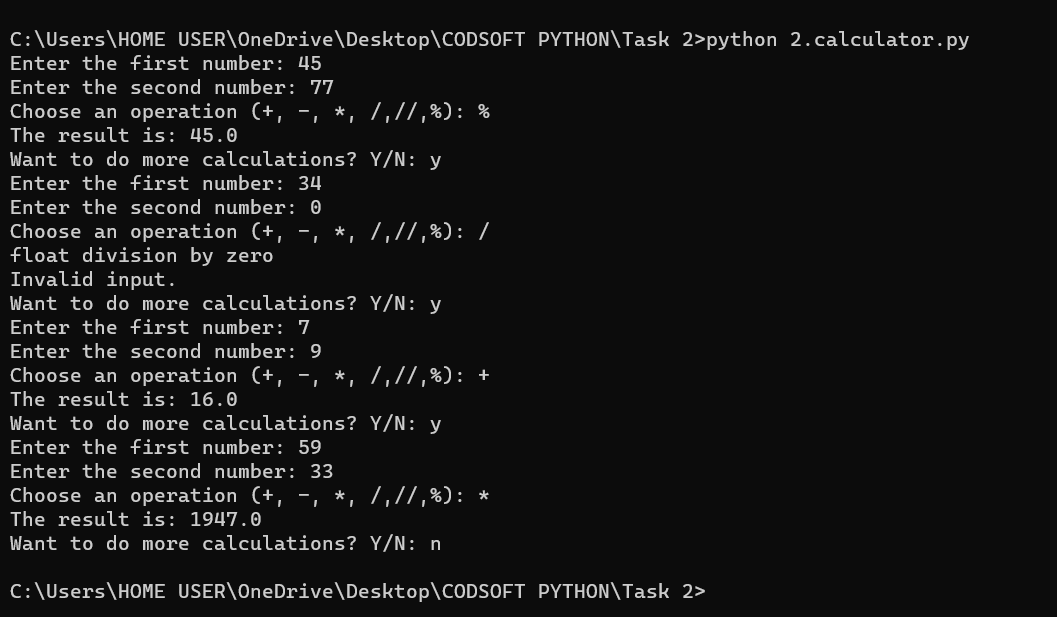 C:\Users\HOME USER\OneDrive\Desktop\CODSOFT PYTHON\Task 2>python 2.calculator.py
Enter the first number: 45
Enter the second number: 77
Choose an operation (+, -, *, /,//,%): %
The result is: 45.0
Want to do more calculations? Y/N: y
Enter the first number: 34
Enter the second number: 0
Choose an operation (+, -, *, /,//,%): /
float division by zero
Invalid input.
Want to do more calculations? Y/N: y
Enter the first number: 7
Enter the second number: 9
Choose an operation (+, -, *, /,//,%): +
The result is: 16.0
Want to do more calculations? Y/N: y
Enter the first number: 59
Enter the second number: 33
Choose an operation (+, -, *, /,//,%): *
The result is: 1947.0
Want to do more calculations? Y/N: n
C:\Users\HOME USER\OneDrive\Desktop\CODSOFT PYTHON\Task 2>